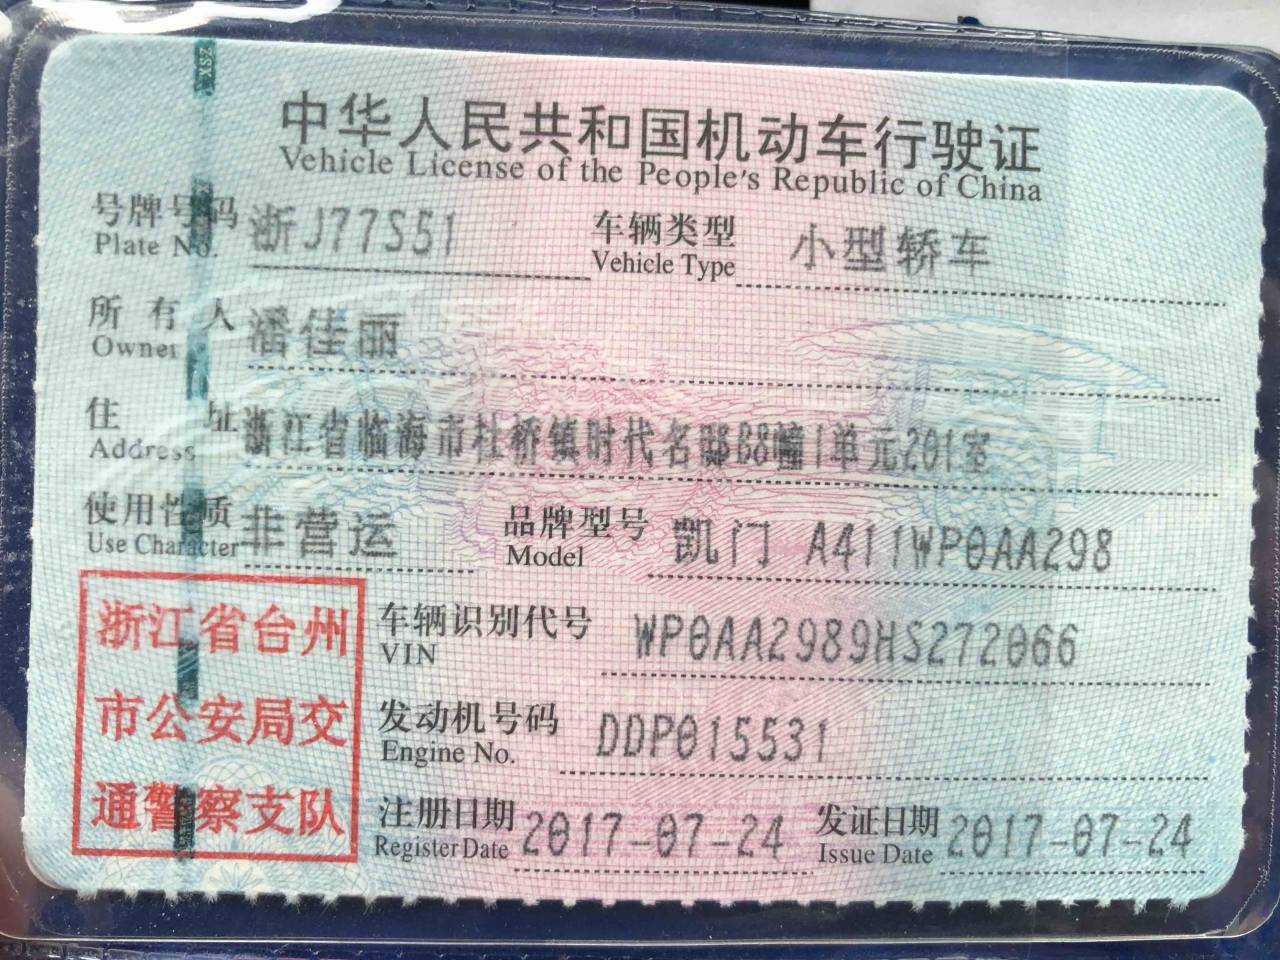 中华人民共和国机动车行驶证
Vehicle License of the People's Republic of China
号牌号码 浙J77S51 车辆类型 小型轿车
Plate No. Vehicle Type
所有人 潘佳丽
Owner
住址 浙江省临海市杜桥镇时代名邸B8幢1单元201室
Address
使用性质 非营运 品牌型号 凯门 A411WP0AA298
Use Character Model
浙江省台州
市公安局交
通警察支队
车辆识别代号 WP0AA2989HS272066
VIN
发动机号码 DDP015531
Engine No.
注册日期 2017-07-24 发证日期 2017-07-24
Register Date Issue Date